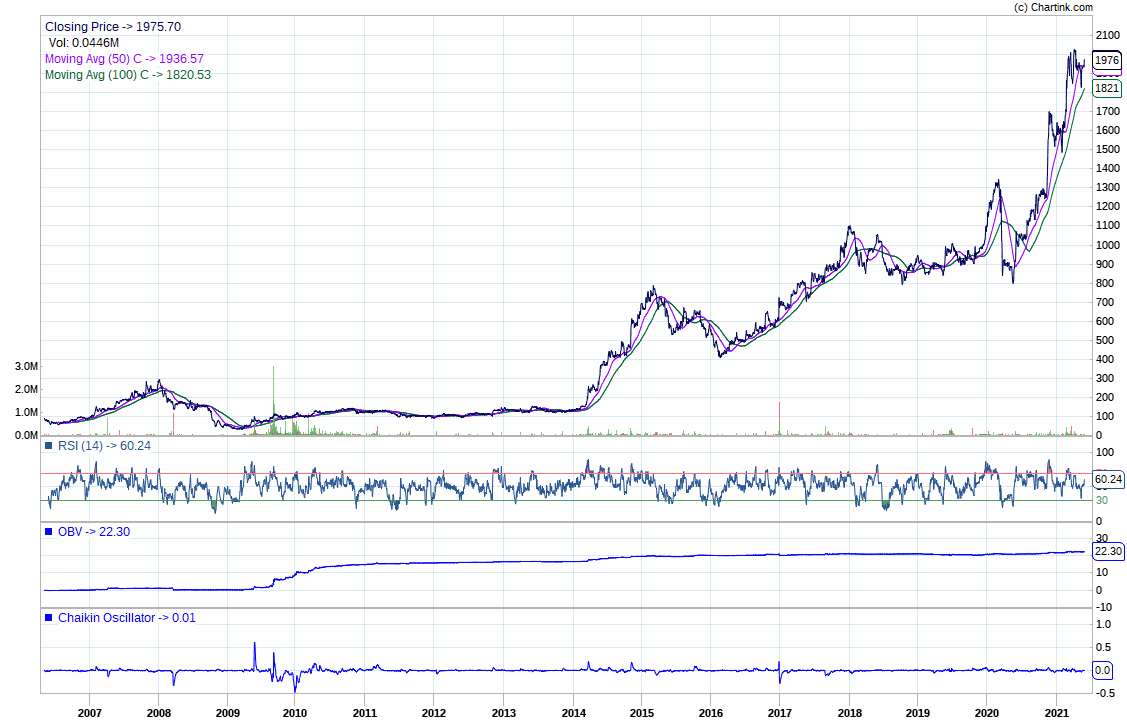 (c) Chartink.com
Closing Price -> 1975.70
Vol: 0.0446M
Moving Avg (50) C -> 1936.57
Moving Avg (100) C -> 1820.53
2100
1976
1821
1700
1600
1500
1400
1300
1200
1100
1000
900
800
700
600
500
400
300
200
100
0
3.0M
2.0M
1.0M
0.0M
RSI (14) -> 60.24
100
60.24
30
0
OBV -> 22.30
30
22.30
10
0
-10
Chaikin Oscillator -> 0.01
1.0
0.5
0.0
-0.5
2007 2008 2009 2010 2011 2012 2013 2014 2015 2016 2017 2018 2019 2020 2021